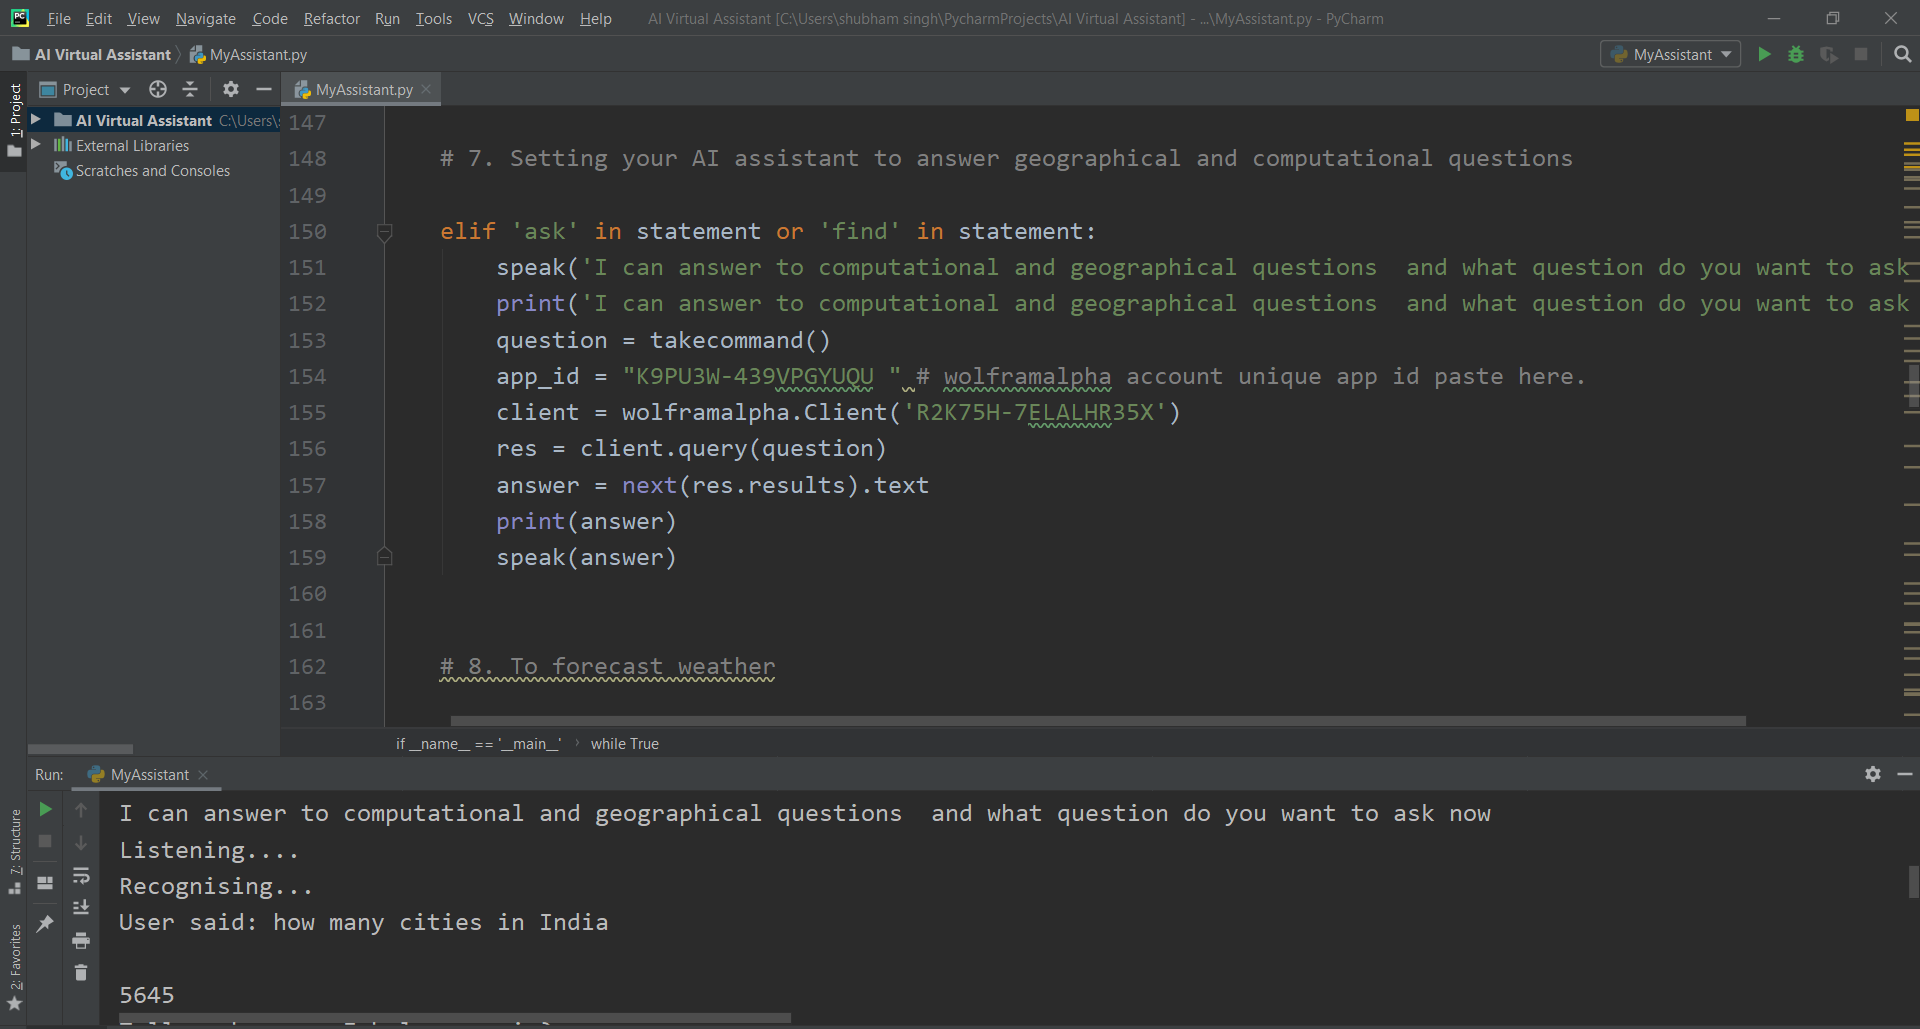 File Edit View Navigate Code Refactor Run Tools VCS Window Help AI Virtual Assistant [C:\Users\shubham singh\PycharmProjects\AI Virtual Assistant] - ...\MyAssistant.py - PyCharm
AI Virtual Assistant MyAssistant.py MyAssistant
1: Project
Project MyAssistant.py
AI Virtual Assistant C:\Users\
External Libraries
Scratches and Consoles
147
148 # 7. Setting your AI assistant to answer geographical and computational questions
149
150 elif 'ask' in statement or 'find' in statement:
151 speak('I can answer to computational and geographical questions  and what question do you want to ask
152 print('I can answer to computational and geographical questions  and what question do you want to ask
153 question = takecommand()
154 app_id = "K9PU3W-439VPGYUQU " # wolframalpha account unique app id paste here.
155 client = wolframalpha.Client('R2K75H-7ELALHR35X')
156 res = client.query(question)
157 answer = next(res.results).text
158 print(answer)
159 speak(answer)
160
161
162 # 8. To forecast weather
163
if __name__ == '__main__' while True
Run: MyAssistant
7: Structure
2: Favorites
I can answer to computational and geographical questions  and what question do you want to ask now
Listening....
Recognising...
User said: how many cities in India
5645